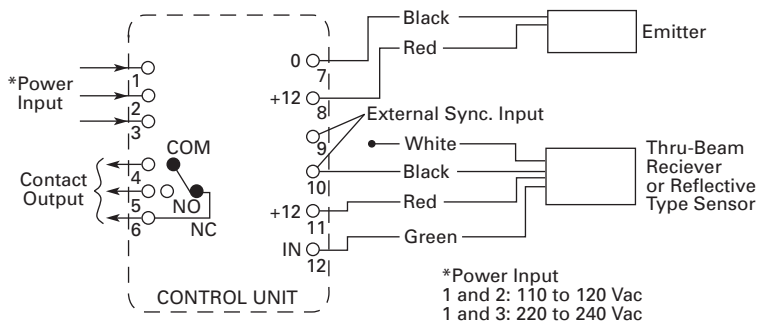 Black
Emitter
Red
0
7
*Power
Input
1
2
3
+12
8
External Sync. Input
9
White
COM
Thru-Beam
Reciever
or Reflective
Type Sensor
Contact
Output
4
5
6
NO
NC
10
Black
+12
11
Red
IN
12
Green
CONTROL UNIT
*Power Input
1 and 2: 110 to 120 Vac
1 and 3: 220 to 240 Vac